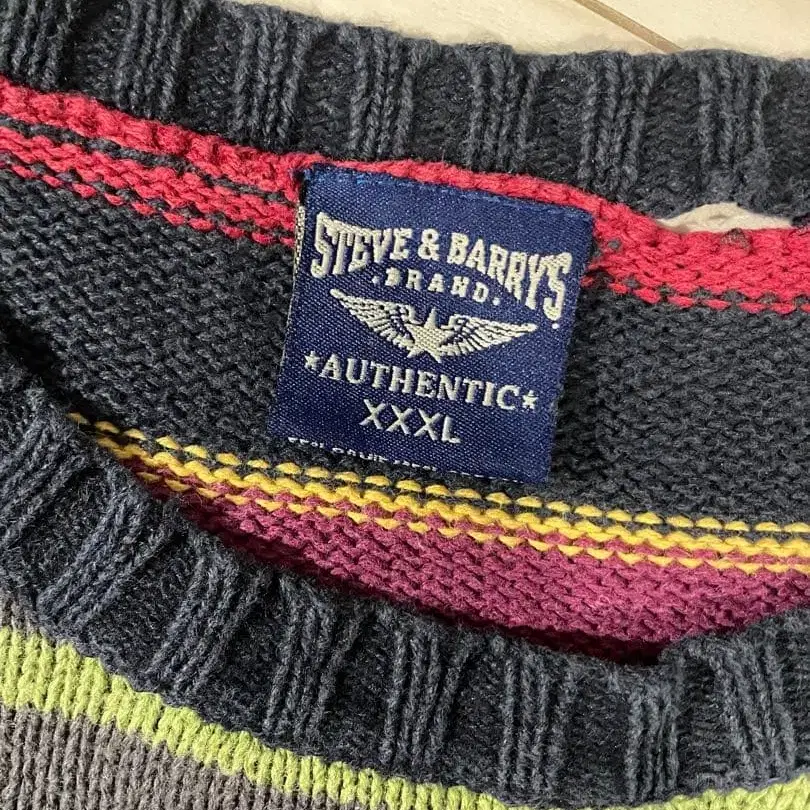 STEVE & BARRY'S
·BRAND·
★AUTHENTIC★
XXXL